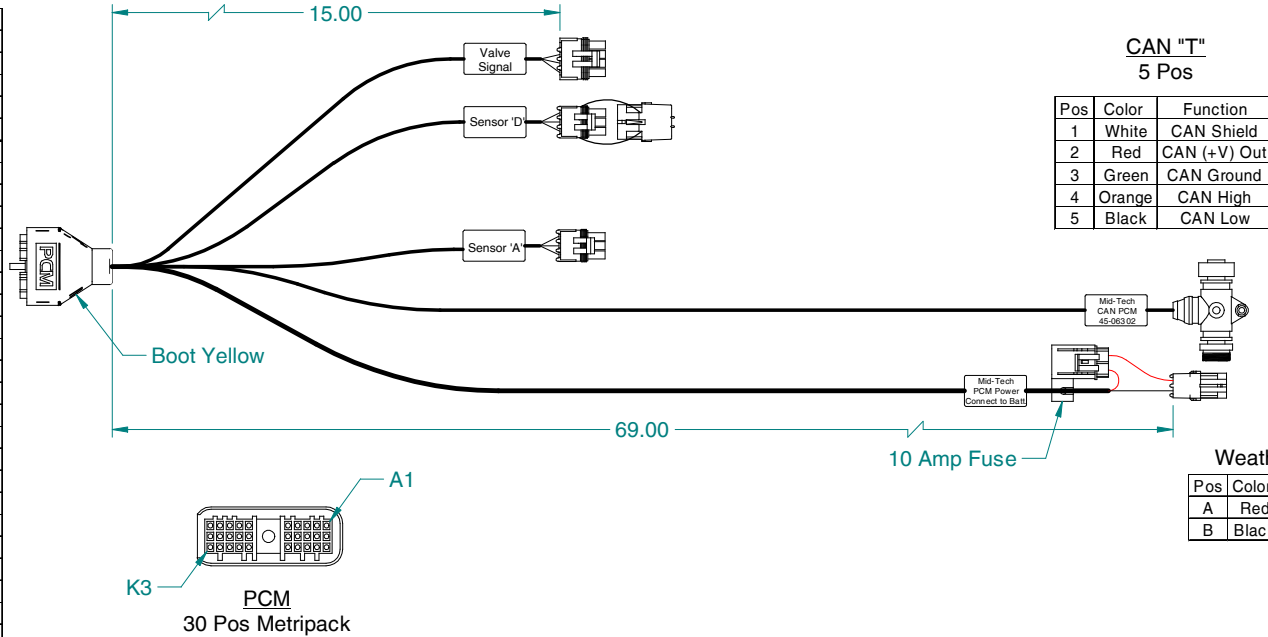 15.00
Valve
Signal
Sensor 'D'
Sensor 'A'
PCM
Boot Yellow
CAN "T"
5 Pos
Pos Color Function
1 White CAN Shield
2 Red CAN (+V) Out
3 Green CAN Ground
4 Orange CAN High
5 Black CAN Low
Mid-Tech
CAN PCM
45-06302
Mid-Tech
PCM Power
Connect to Batt.
69.00
10 Amp Fuse
Weath
Pos Color
A Red
B Blac
A1
K3
PCM
30 Pos Metripack